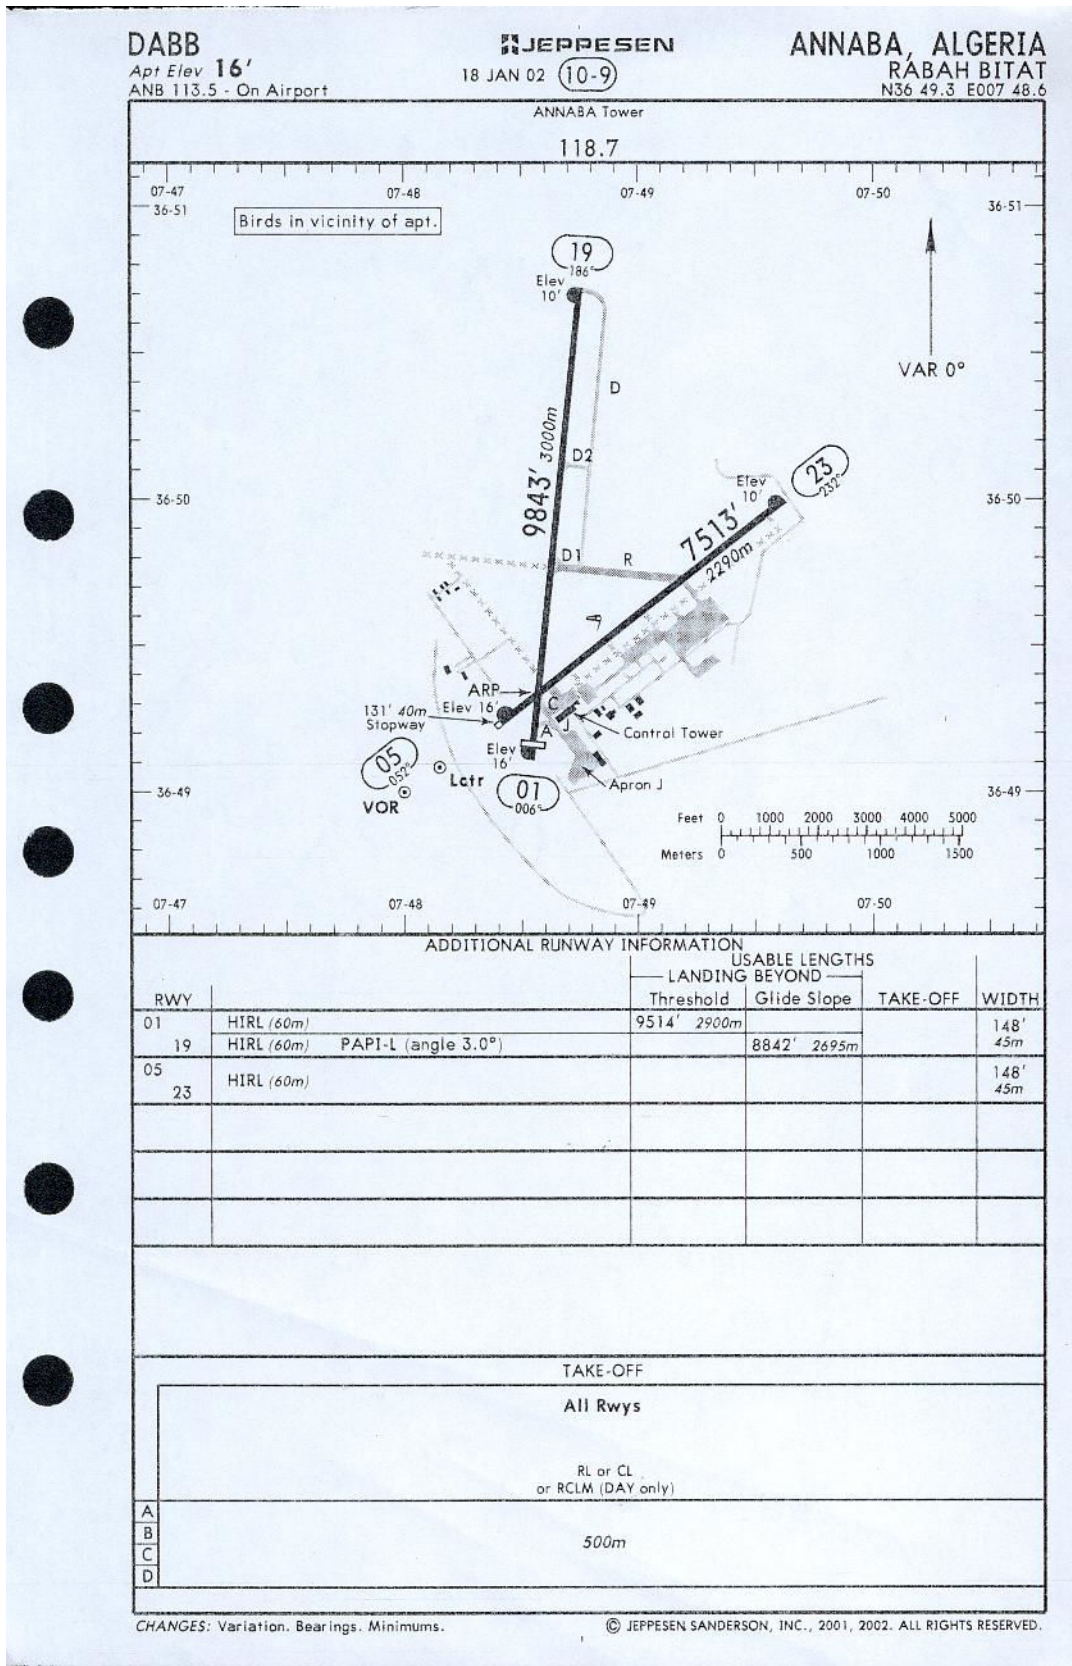 DABB
Apt Elev 16'
ANB 113.5 - On Airport
JEPPESEN
18 JAN 02 10-9
ANNABA, ALGERIA
RABAH BITAT
N36 49.3 E007 48.6
ANNABA Tower
118.7
07-47 07-48 07-49 07-50
36-51 36-51
Birds in vicinity of apt.
19
186°
Elev
10'
VAR 0°
D
9843' 3000m
D2
23
232°
Elev
10'
36-50 36-50
7513'
2290m
D1
R
ARP
131' 40m
Stopway
Elev 16'
C
A
J
Control Tower
Elev
16'
05
052°
Lctr
VOR
01
006°
Apron J
36-49 36-49
Feet 0 1000 2000 3000 4000 5000
Meters 0 500 1000 1500
07-47 07-48 07-49 07-50
ADDITIONAL RUNWAY INFORMATION
USABLE LENGTHS
LANDING BEYOND
RWY Threshold Glide Slope TAKE-OFF WIDTH
01 HIRL (60m) 9514' 2900m 148'
19 HIRL (60m) PAPI-L (angle 3.0°) 8842' 2695m 45m
05 148'
23 HIRL (60m) 45m
TAKE-OFF
All Rwys
RL or CL
or RCLM (DAY only)
A
B
C
D
500m
CHANGES: Variation. Bearings. Minimums.
© JEPPESEN SANDERSON, INC., 2001, 2002. ALL RIGHTS RESERVED.